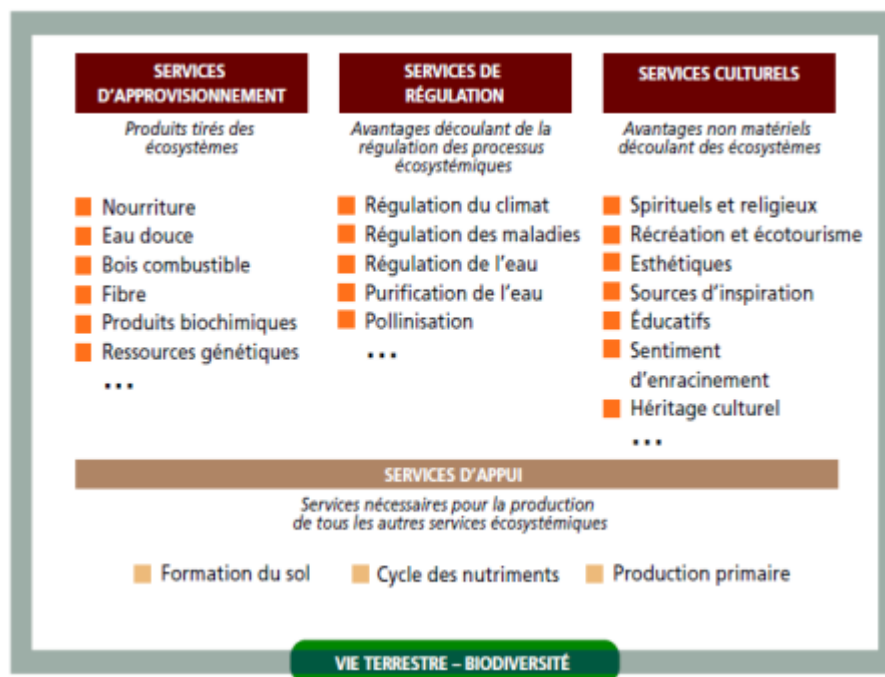 SERVICES
D'APPROVISIONNEMENT
Produits tirés des
écosystèmes
Nourriture
Eau douce
Bois combustible
Fibre
Produits biochimiques
Ressources génétiques
...
SERVICES DE
RÉGULATION
Avantages découlant de la
régulation des processus
écosystémiques
Régulation du climat
Régulation des maladies
Régulation de l'eau
Purification de l'eau
Pollinisation
...
SERVICES CULTURELS
Avantages non matériels
découlant des écosystèmes
Spirituels et religieux
Récréation et écotourisme
Esthétiques
Sources d'inspiration
Éducatifs
Sentiment
d'enracinement
Héritage culturel
...
SERVICES D'APPUI
Services nécessaires pour la production
de tous les autres services écosystémiques
Formation du sol
Cycle des nutriments
Production primaire
VIE TERRESTRE – BIODIVERSITÉ